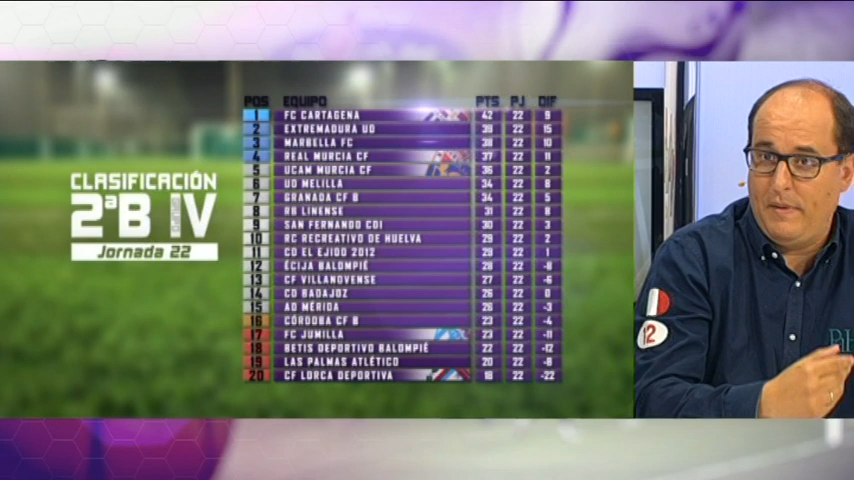 CLASIFICACIÓN
2ªB IV
Jornada 22
POS EQUIPO PTS PJ DIF
1 FC CARTAGENA 42 22 9
2 EXTREMADURA UD 39 22 15
3 MARBELLA FC 38 22 10
4 REAL MURCIA CF 37 22 11
5 UCAM MURCIA CF 36 22 2
6 UD MELILLA 34 22 8
7 GRANADA CF B 34 22 5
8 RB LINENSE 31 22 8
9 SAN FERNANDO CDI 30 22 3
10 RC RECREATIVO DE HUELVA 29 22 2
11 CD EL EJIDO 2012 29 22 1
12 ÉCIJA BALOMPIÉ 28 22 -8
13 CF VILLANOVENSE 27 22 -6
14 CD BADAJOZ 26 22 0
15 AD MÉRIDA 26 22 -3
16 CÓRDOBA CF B 23 22 -4
17 FC JUMILLA 23 22 -11
18 BETIS DEPORTIVO BALOMPIÉ 22 22 -12
19 LAS PALMAS ATLÉTICO 20 22 -8
20 CF LORCA DEPORTIVA 18 22 -22
12